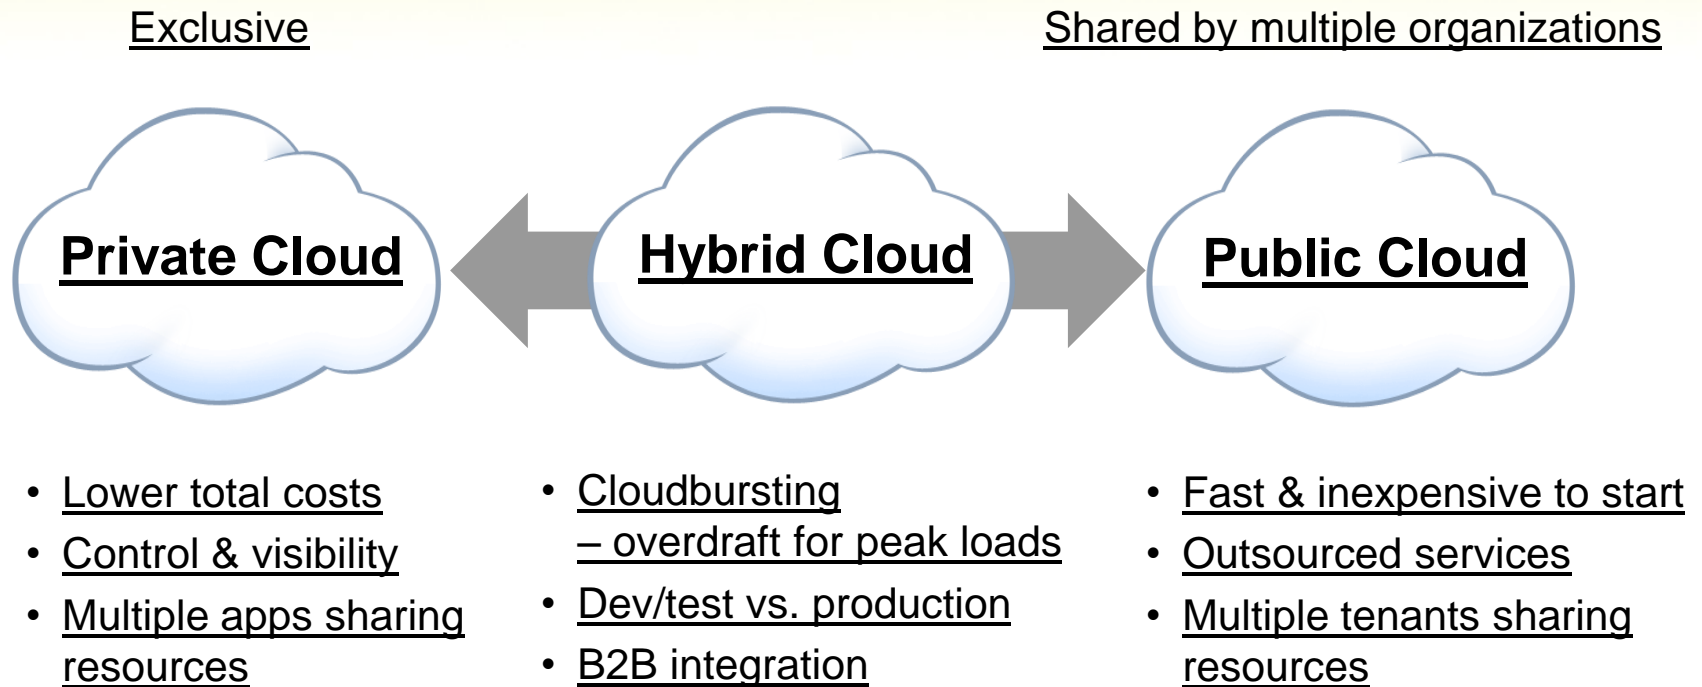 Exclusive
Shared by multiple organizations
Private Cloud
Hybrid Cloud
Public Cloud
• Lower total costs
• Control & visibility
• Multiple apps sharing
resources
• Cloudbursting
– overdraft for peak loads
• Dev/test vs. production
• B2B integration
• Fast & inexpensive to start
• Outsourced services
• Multiple tenants sharing
resources